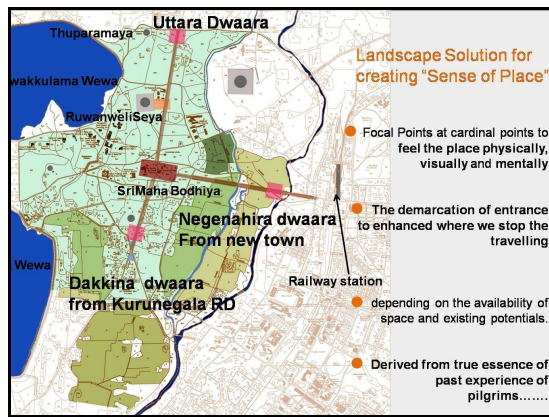 Uttara Dwaara
Thuparamaya
wakkulama Wewa
RuwanweliSeya
SriMaha Bodhiya
Negenahira dwaara
From new town
Wewa
Dakkina dwaara
from Kurunegala RD
Railway station
Landscape Solution for
creating “Sense of Place”
Focal Points at cardinal points to
feel the place physically,
visually and mentally
The demarcation of entrance
to enhanced where we stop the
travelling
depending on the availability of
space and existing potentials.
Derived from true essence of
past experience of
pilgrims…….